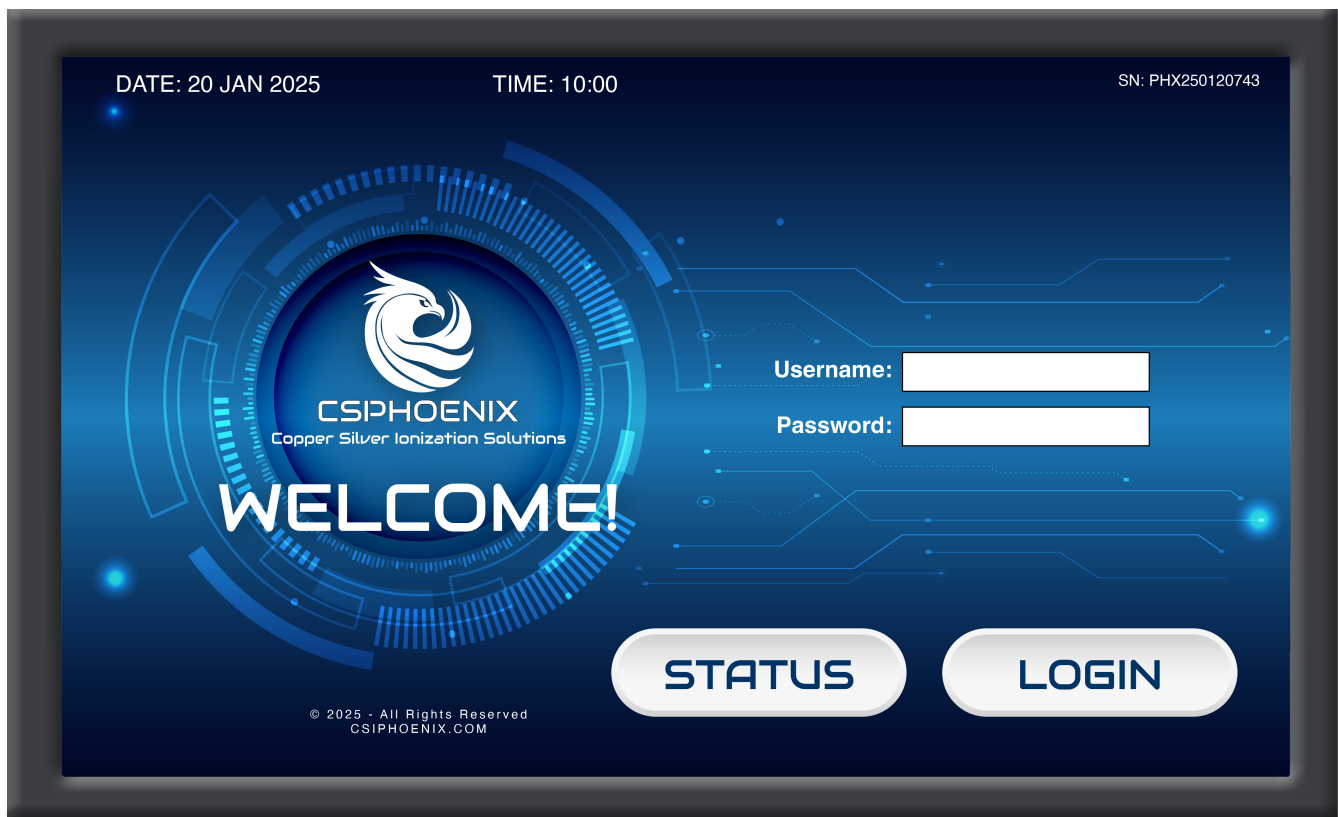 DATE: 20 JAN 2025
TIME: 10:00
SN: PHX250120743
CSIPHOENIX
Copper Silver Ionization Solutions
WELCOME!
Username:
Password:
STATUS
LOGIN
© 2025 - All Rights Reserved
CSIPHOENIX.COM